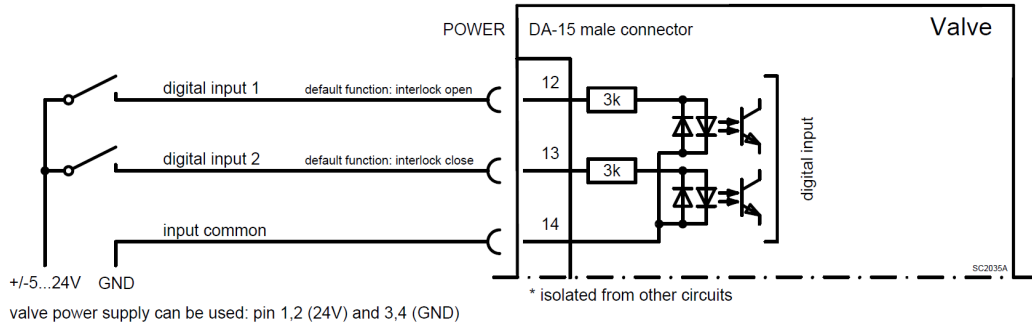 POWER DA-15 male connector Valve
digital input 1 default function: interlock open 12 3k
digital input 2 default function: interlock close 13 3k
digital input
input common 14
+/-5...24V GND
SC2035A
* isolated from other circuits
valve power supply can be used: pin 1,2 (24V) and 3,4 (GND)